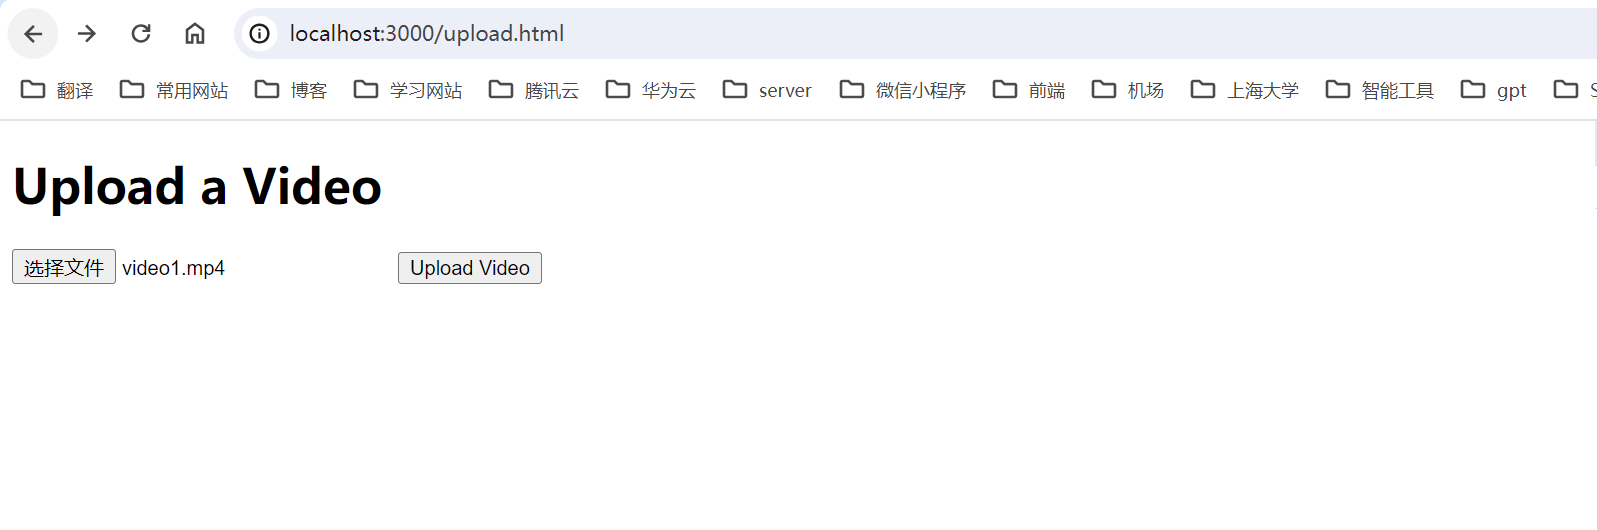 localhost:3000/upload.html
翻译 常用网站 博客 学习网站 腾讯云 华为云 server 微信小程序 前端 机场 上海大学 智能工具 gpt
Upload a Video
选择文件 video1.mp4 Upload Video